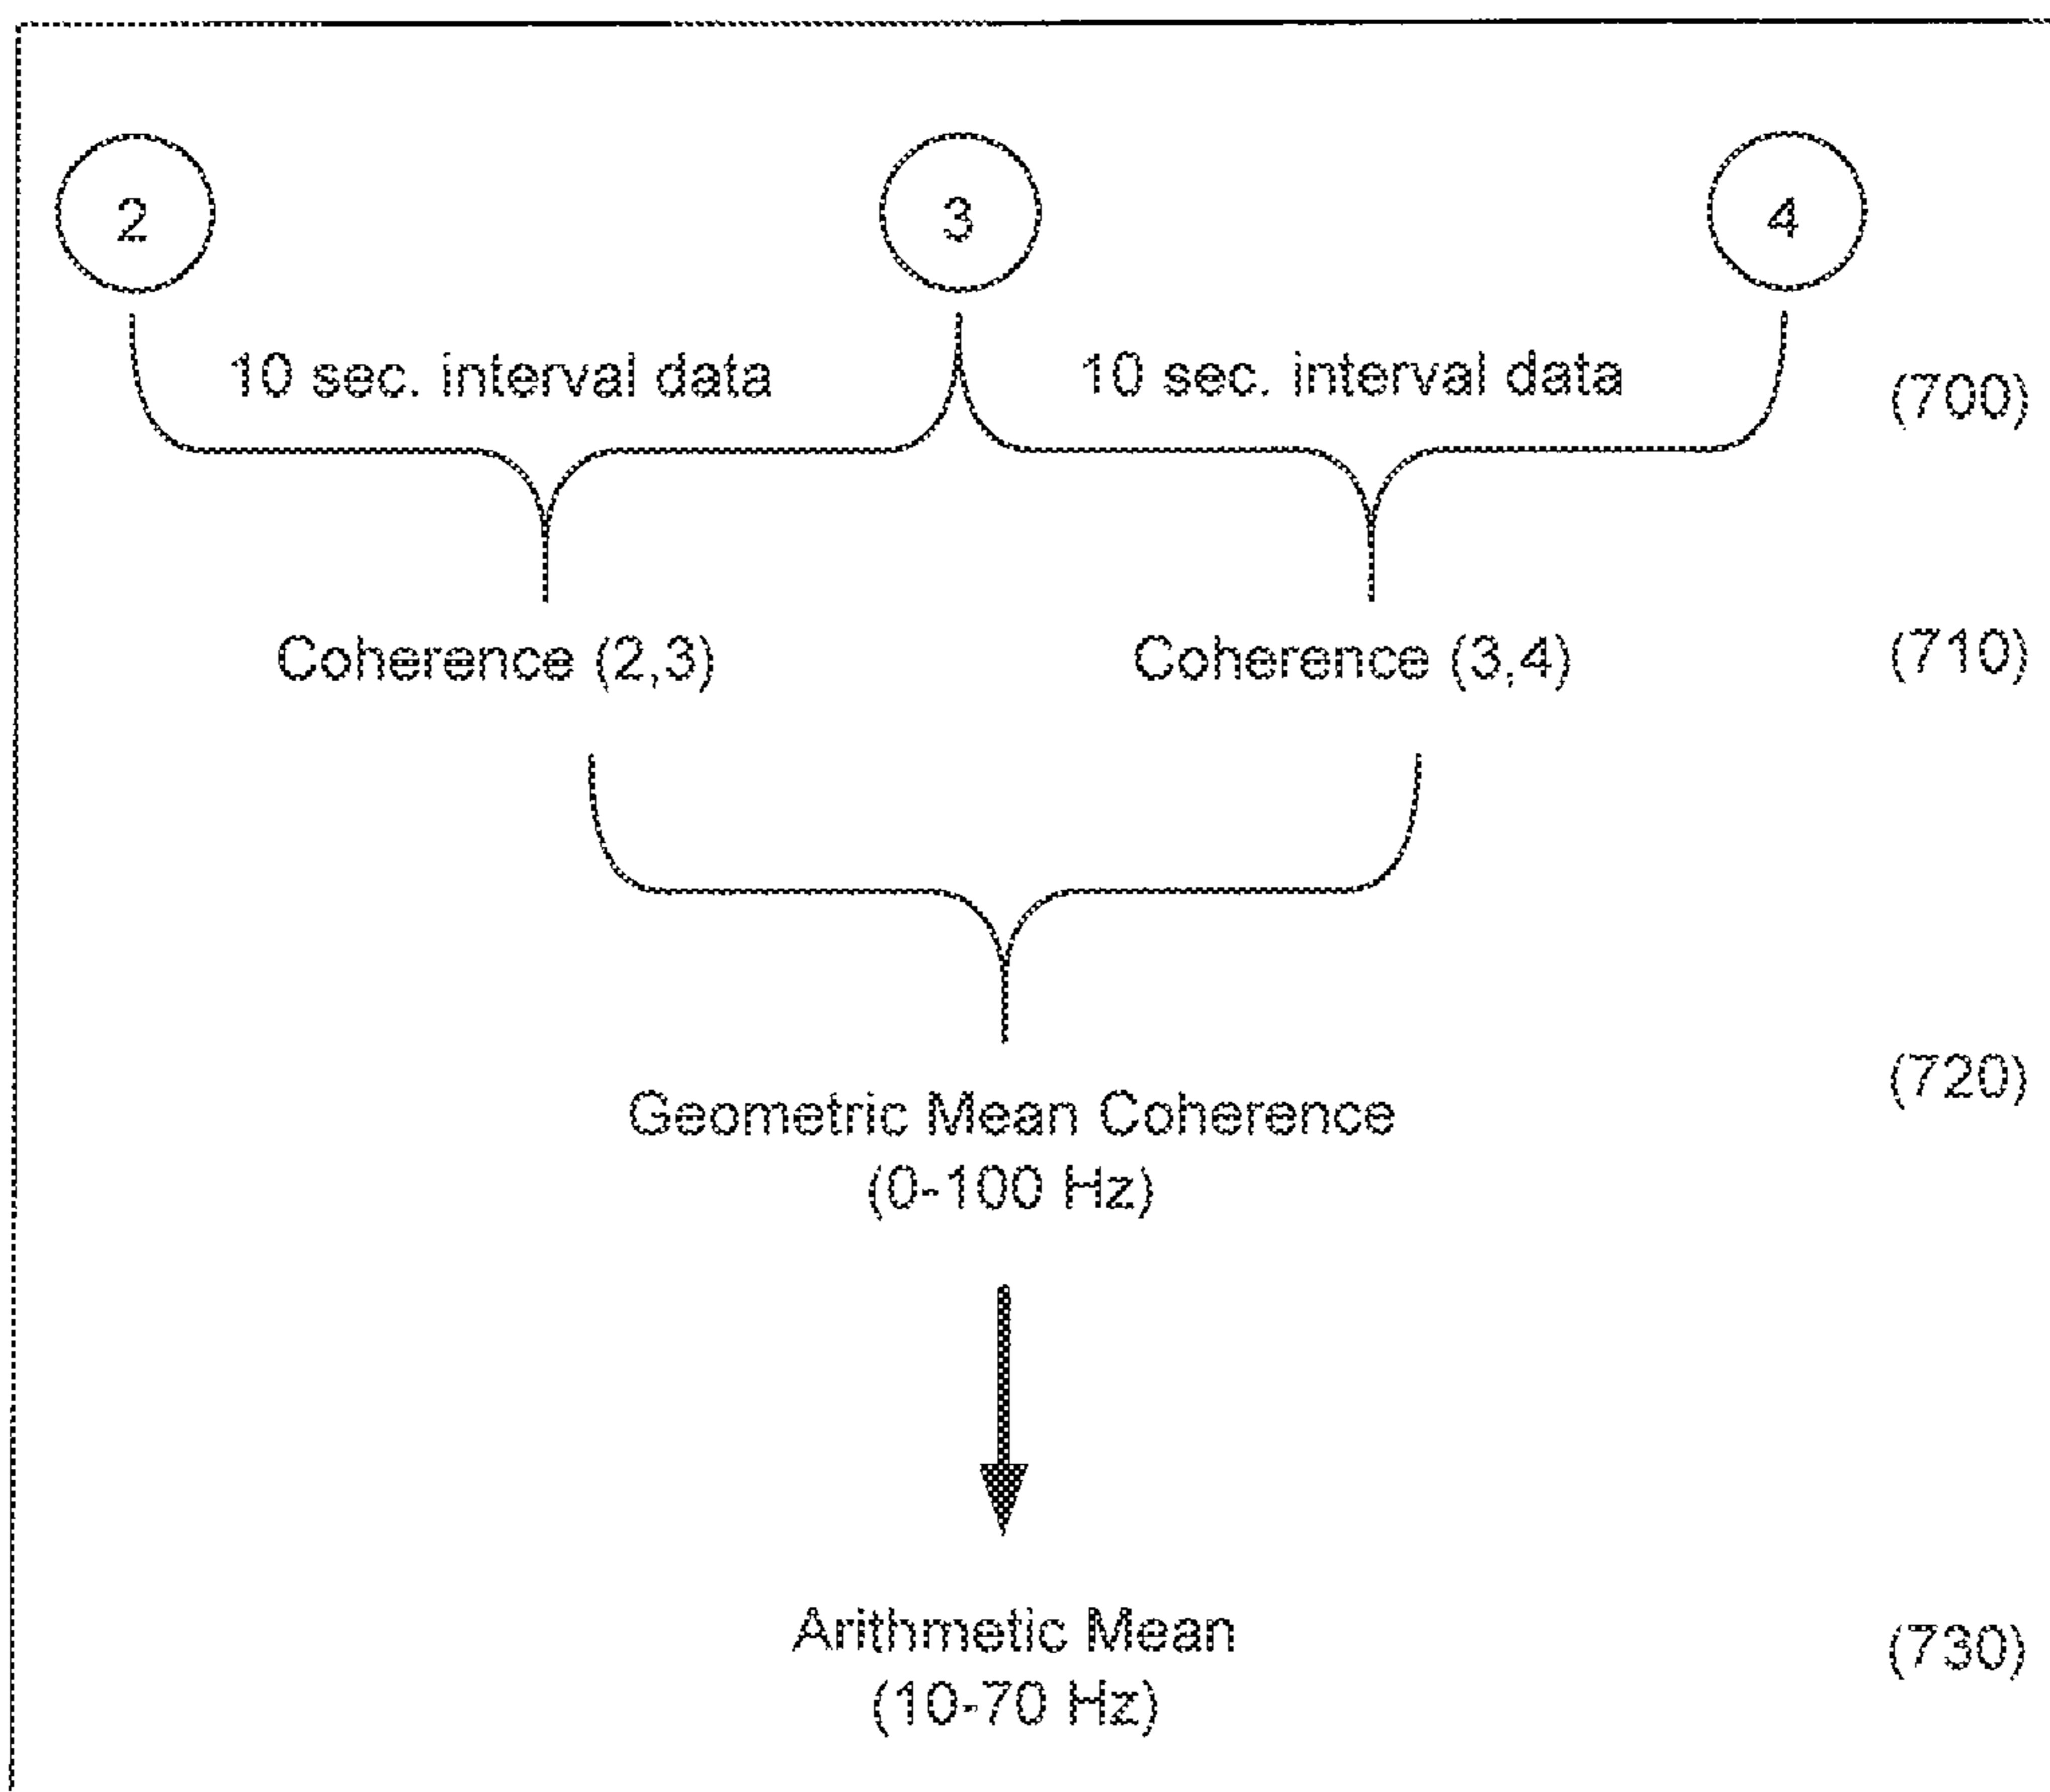 2 3 4
10 sec. interval data 10 sec. interval data (700)
Coherence (2,3) Coherence (3,4) (710)
Geometric Mean Coherence (720)
(0-100 Hz)
Arithmetic Mean (730)
(10-70 Hz)